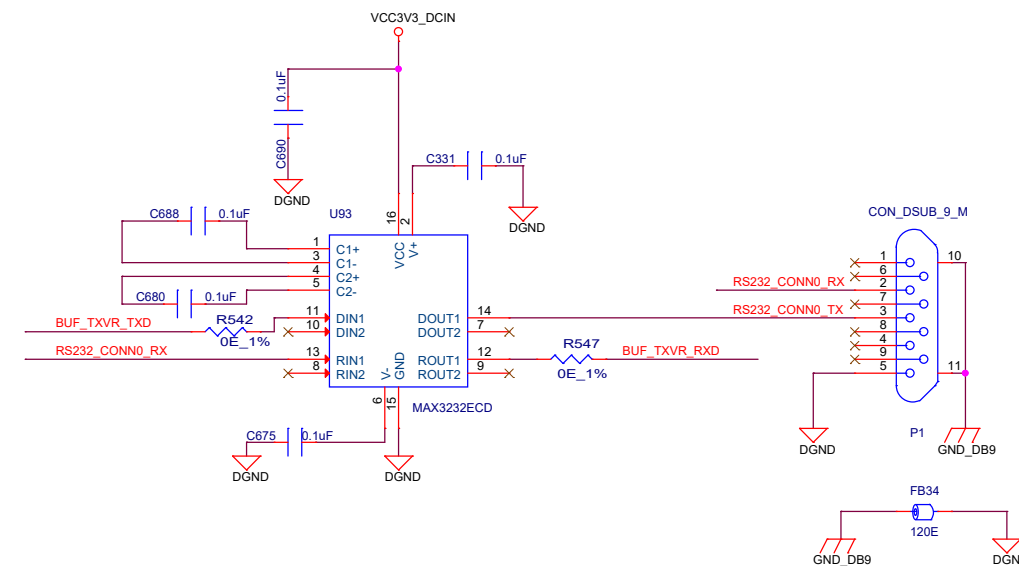 VCC3V3_DCIN
0.1uF
C690
DGND
C331 0.1uF
DGND
U93
16 2
VCC V+
C688 0.1uF
1 C1+
3 C1-
4 C2+
5 C2-
C680 0.1uF
BUF_TXVR_TXD
R542
0E_1%
11 DIN1
10 DIN2
RS232_CONN0_RX
13 RIN1
8 RIN2
DOUT1 14
DOUT2 7
ROUT1 12
ROUT2 9
R547
0E_1%
BUF_TXVR_RXD
V- GND
6 15
MAX3232ECD
C675 0.1uF
DGND
DGND
CON_DSUB_9_M
1
6
RS232_CONN0_RX 2
7
RS232_CONN0_TX 3
8
4
9
5
10
11
P1
DGND
GND_DB9
FB34
120E
GND_DB9
DGN